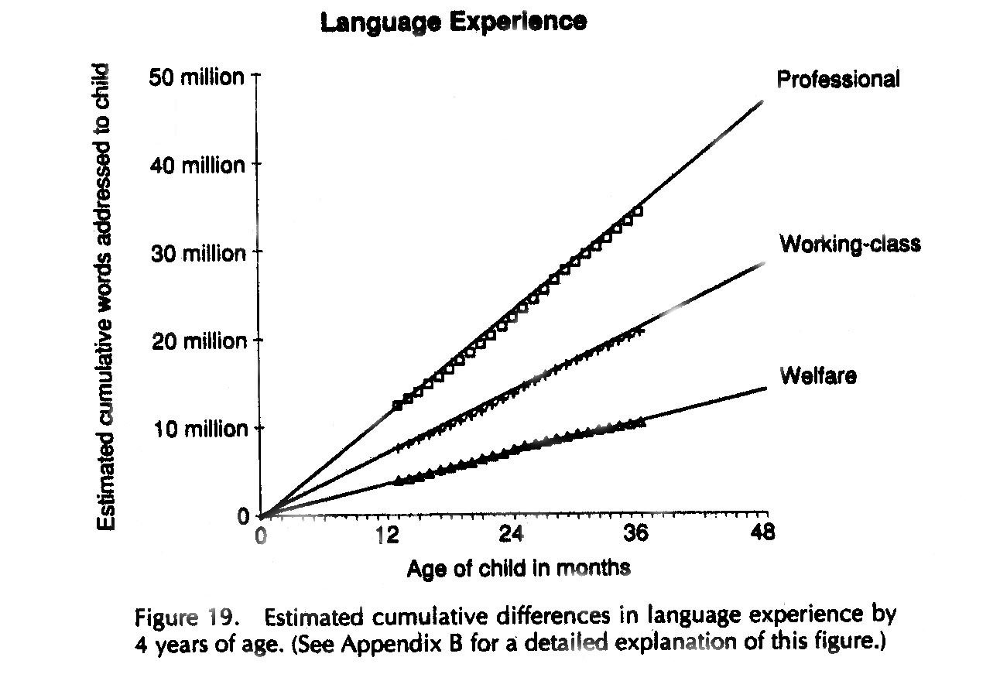 Language Experience
Estimated cumulative words addressed to child
50 million
40 million
30 million
20 million
10 million
0
0 12 24 36 48
Professional
Working-class
Welfare
Age of child in months
Figure 19. Estimated cumulative differences in language experience by
4 years of age. (See Appendix B for a detailed explanation of this figure.)